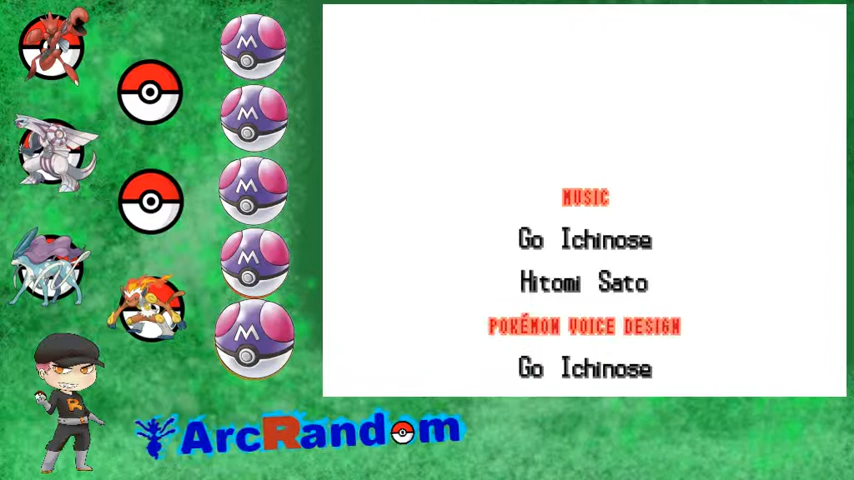 M
M
M
M
M
MUSIC
Go Ichinose
Hitomi Sato
POKÉMON VOICE DESIGN
Go Ichinose
R
ArcRandom